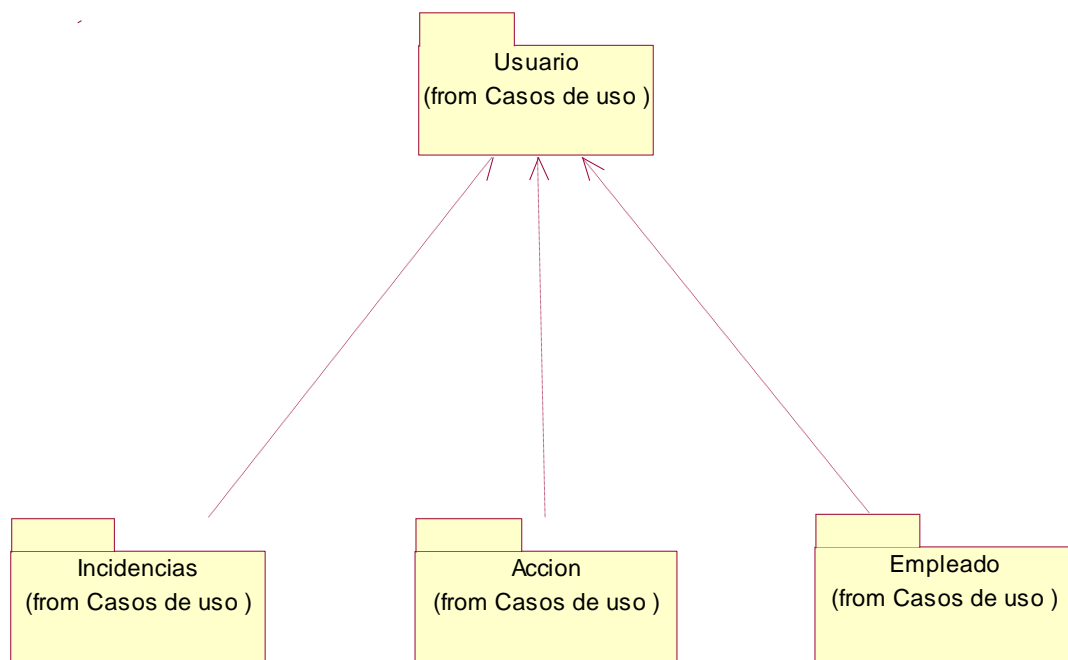 Usuario
(from Casos de uso )
Incidencias
(from Casos de uso )
Accion
(from Casos de uso )
Empleado
(from Casos de uso )